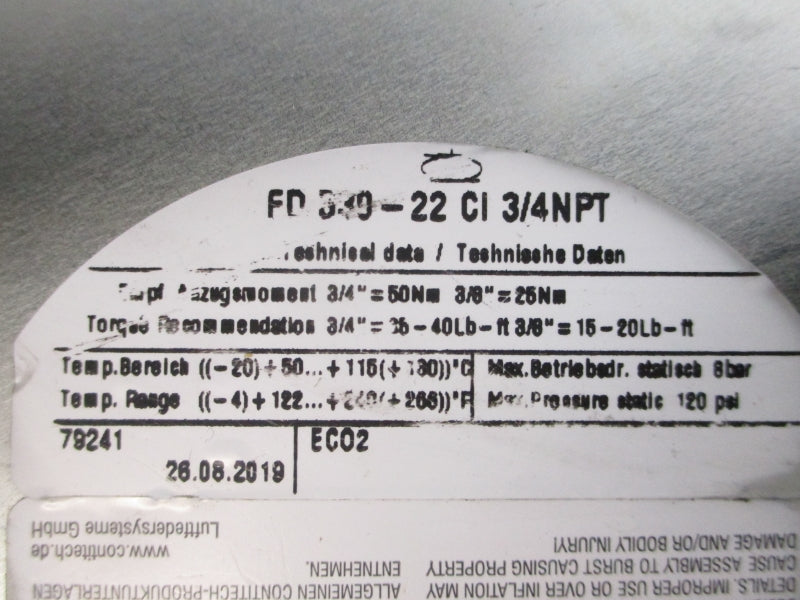 FD 22 CI 3/4NPT
Technical data / Technische Daten
3/4"=50Nm 3/8"=25Nm
Torque Recommendation 3/4"= 35-40Lb-ft 3/8"=15-20Lb-ft
Temp.Bereich ((-20)+50...+115(+130))°C Max.Betriebsdr. statisch 8bar
Temp. Range ((-4)+122...+ (+266))°F Max.Pressure static 120 psi
79241 ECO2
26.08.2019
DETAILS. IMPROPER USE OR OVER INFLATION MAY
CAUSE ASSEMBLY TO BURST CAUSING PROPERTY
DAMAGE AND/OR BODILY INJURY!
ALLGEMEINEN CONTITECH-PRODUKTUNTERLAGEN
ENTNEHMEN.
www.contitech.de
Luftfedersysteme GmbH